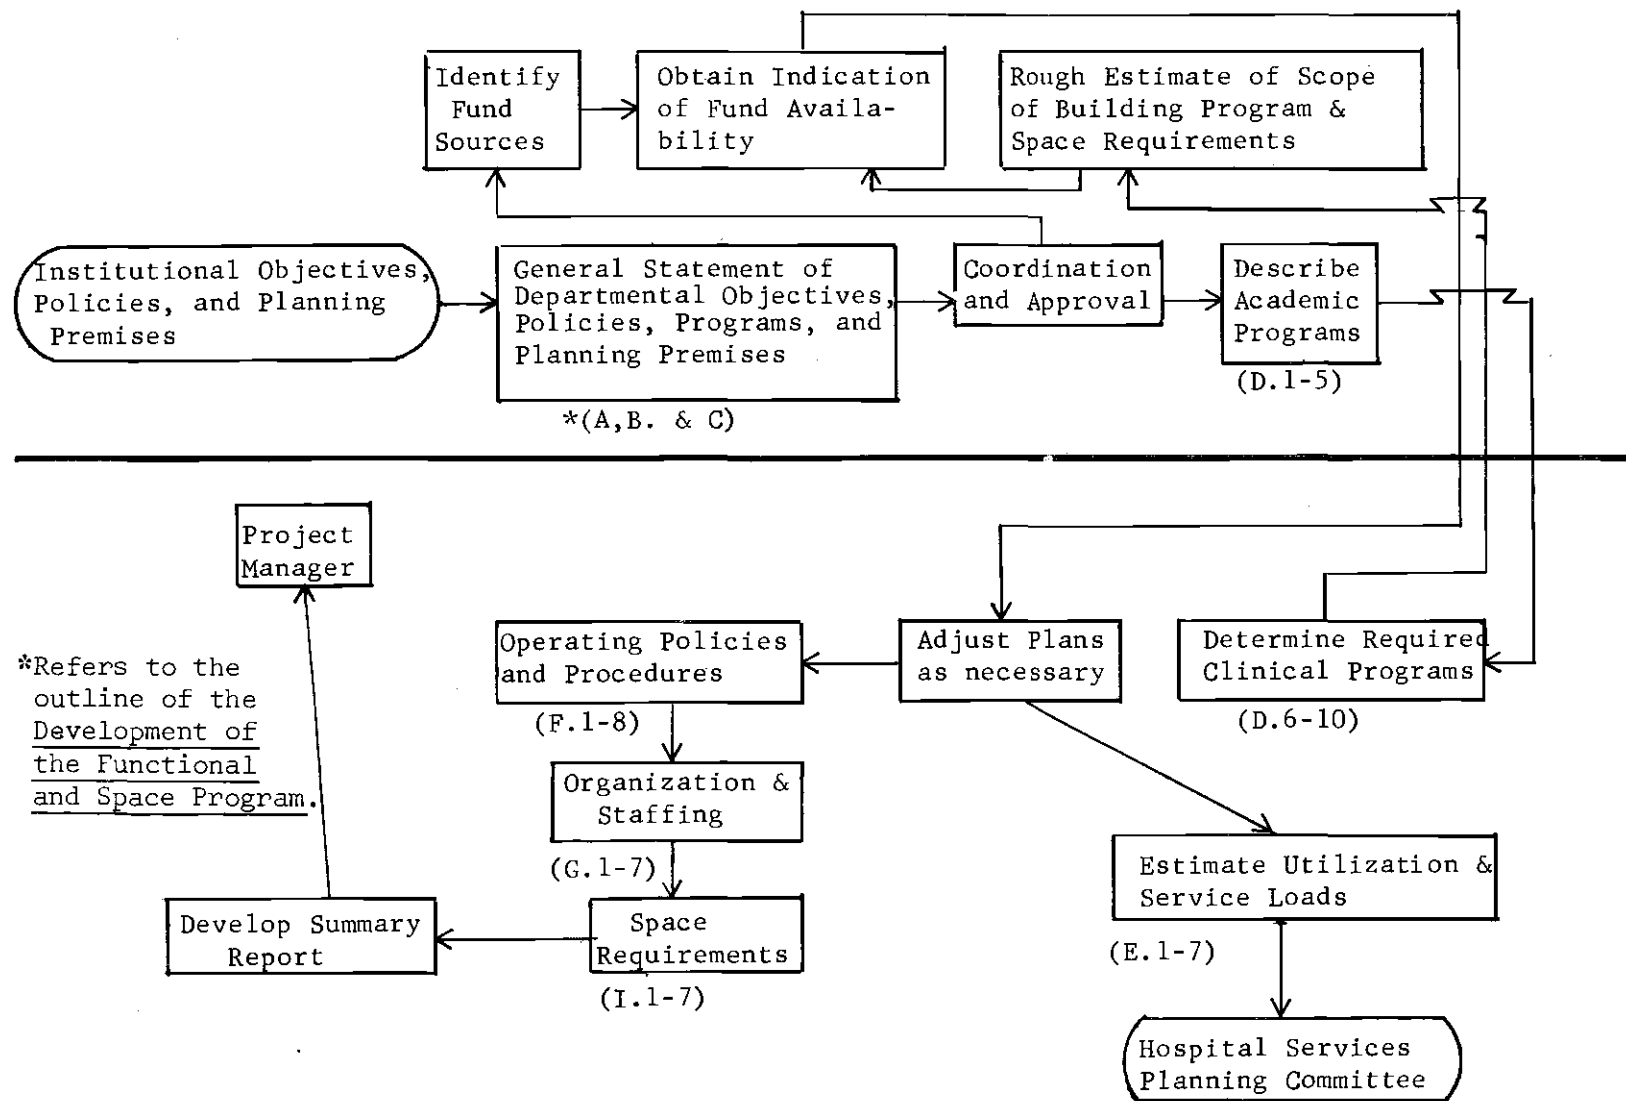 Identify
Fund
Sources
Obtain Indication
of Fund Availa-
bility
Rough Estimate of Scope
of Building Program &
Space Requirements
Institutional Objectives,
Policies, and Planning
Premises
General Statement of
Departmental Objectives,
Policies, Programs, and
Planning Premises
*(A,B. & C)
Coordination
and Approval
Describe
Academic
Programs
(D.1-5)
Project
Manager
*Refers to the
outline of the
Development of
the Functional
and Space Program.
Operating Policies
and Procedures
(F.1-8)
Adjust Plans
as necessary
Determine Required
Clinical Programs
(D.6-10)
Organization &
Staffing
(G.1-7)
Develop Summary
Report
Space
Requirements
(I.1-7)
Estimate Utilization &
Service Loads
(E.1-7)
Hospital Services
Planning Committee